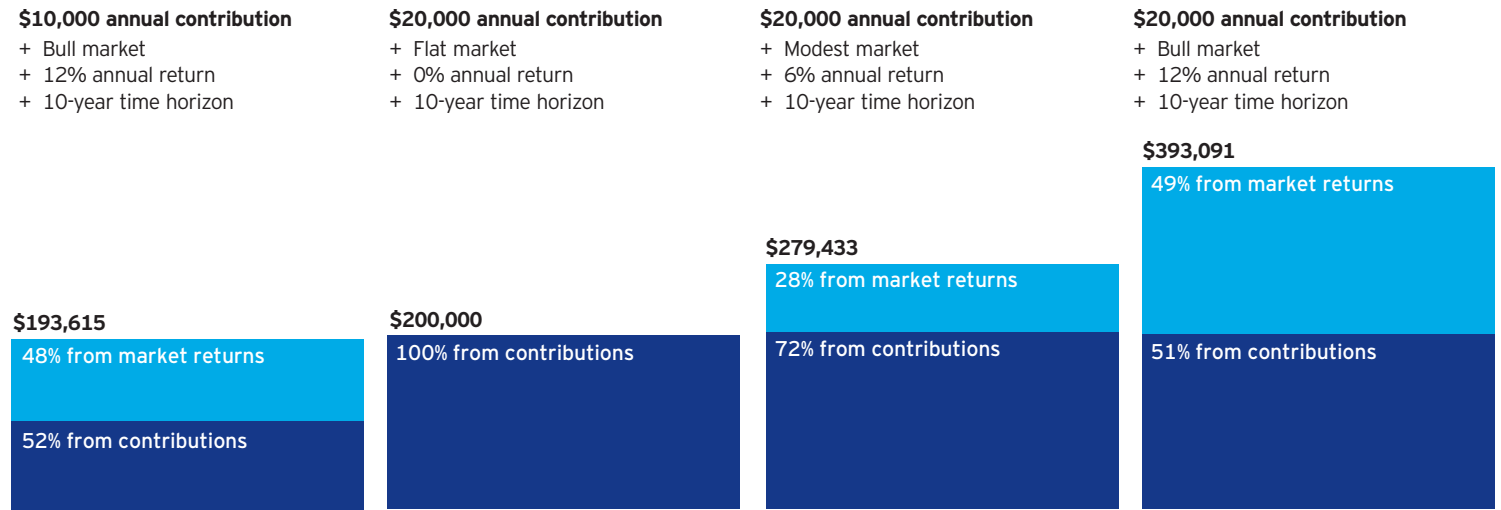 $10,000 annual contribution
+ Bull market
+ 12% annual return
+ 10-year time horizon
$193,615
48% from market returns
52% from contributions
$20,000 annual contribution
+ Flat market
+ 0% annual return
+ 10-year time horizon
$200,000
100% from contributions
$20,000 annual contribution
+ Modest market
+ 6% annual return
+ 10-year time horizon
$279,433
28% from market returns
72% from contributions
$20,000 annual contribution
+ Bull market
+ 12% annual return
+ 10-year time horizon
$393,091
49% from market returns
51% from contributions